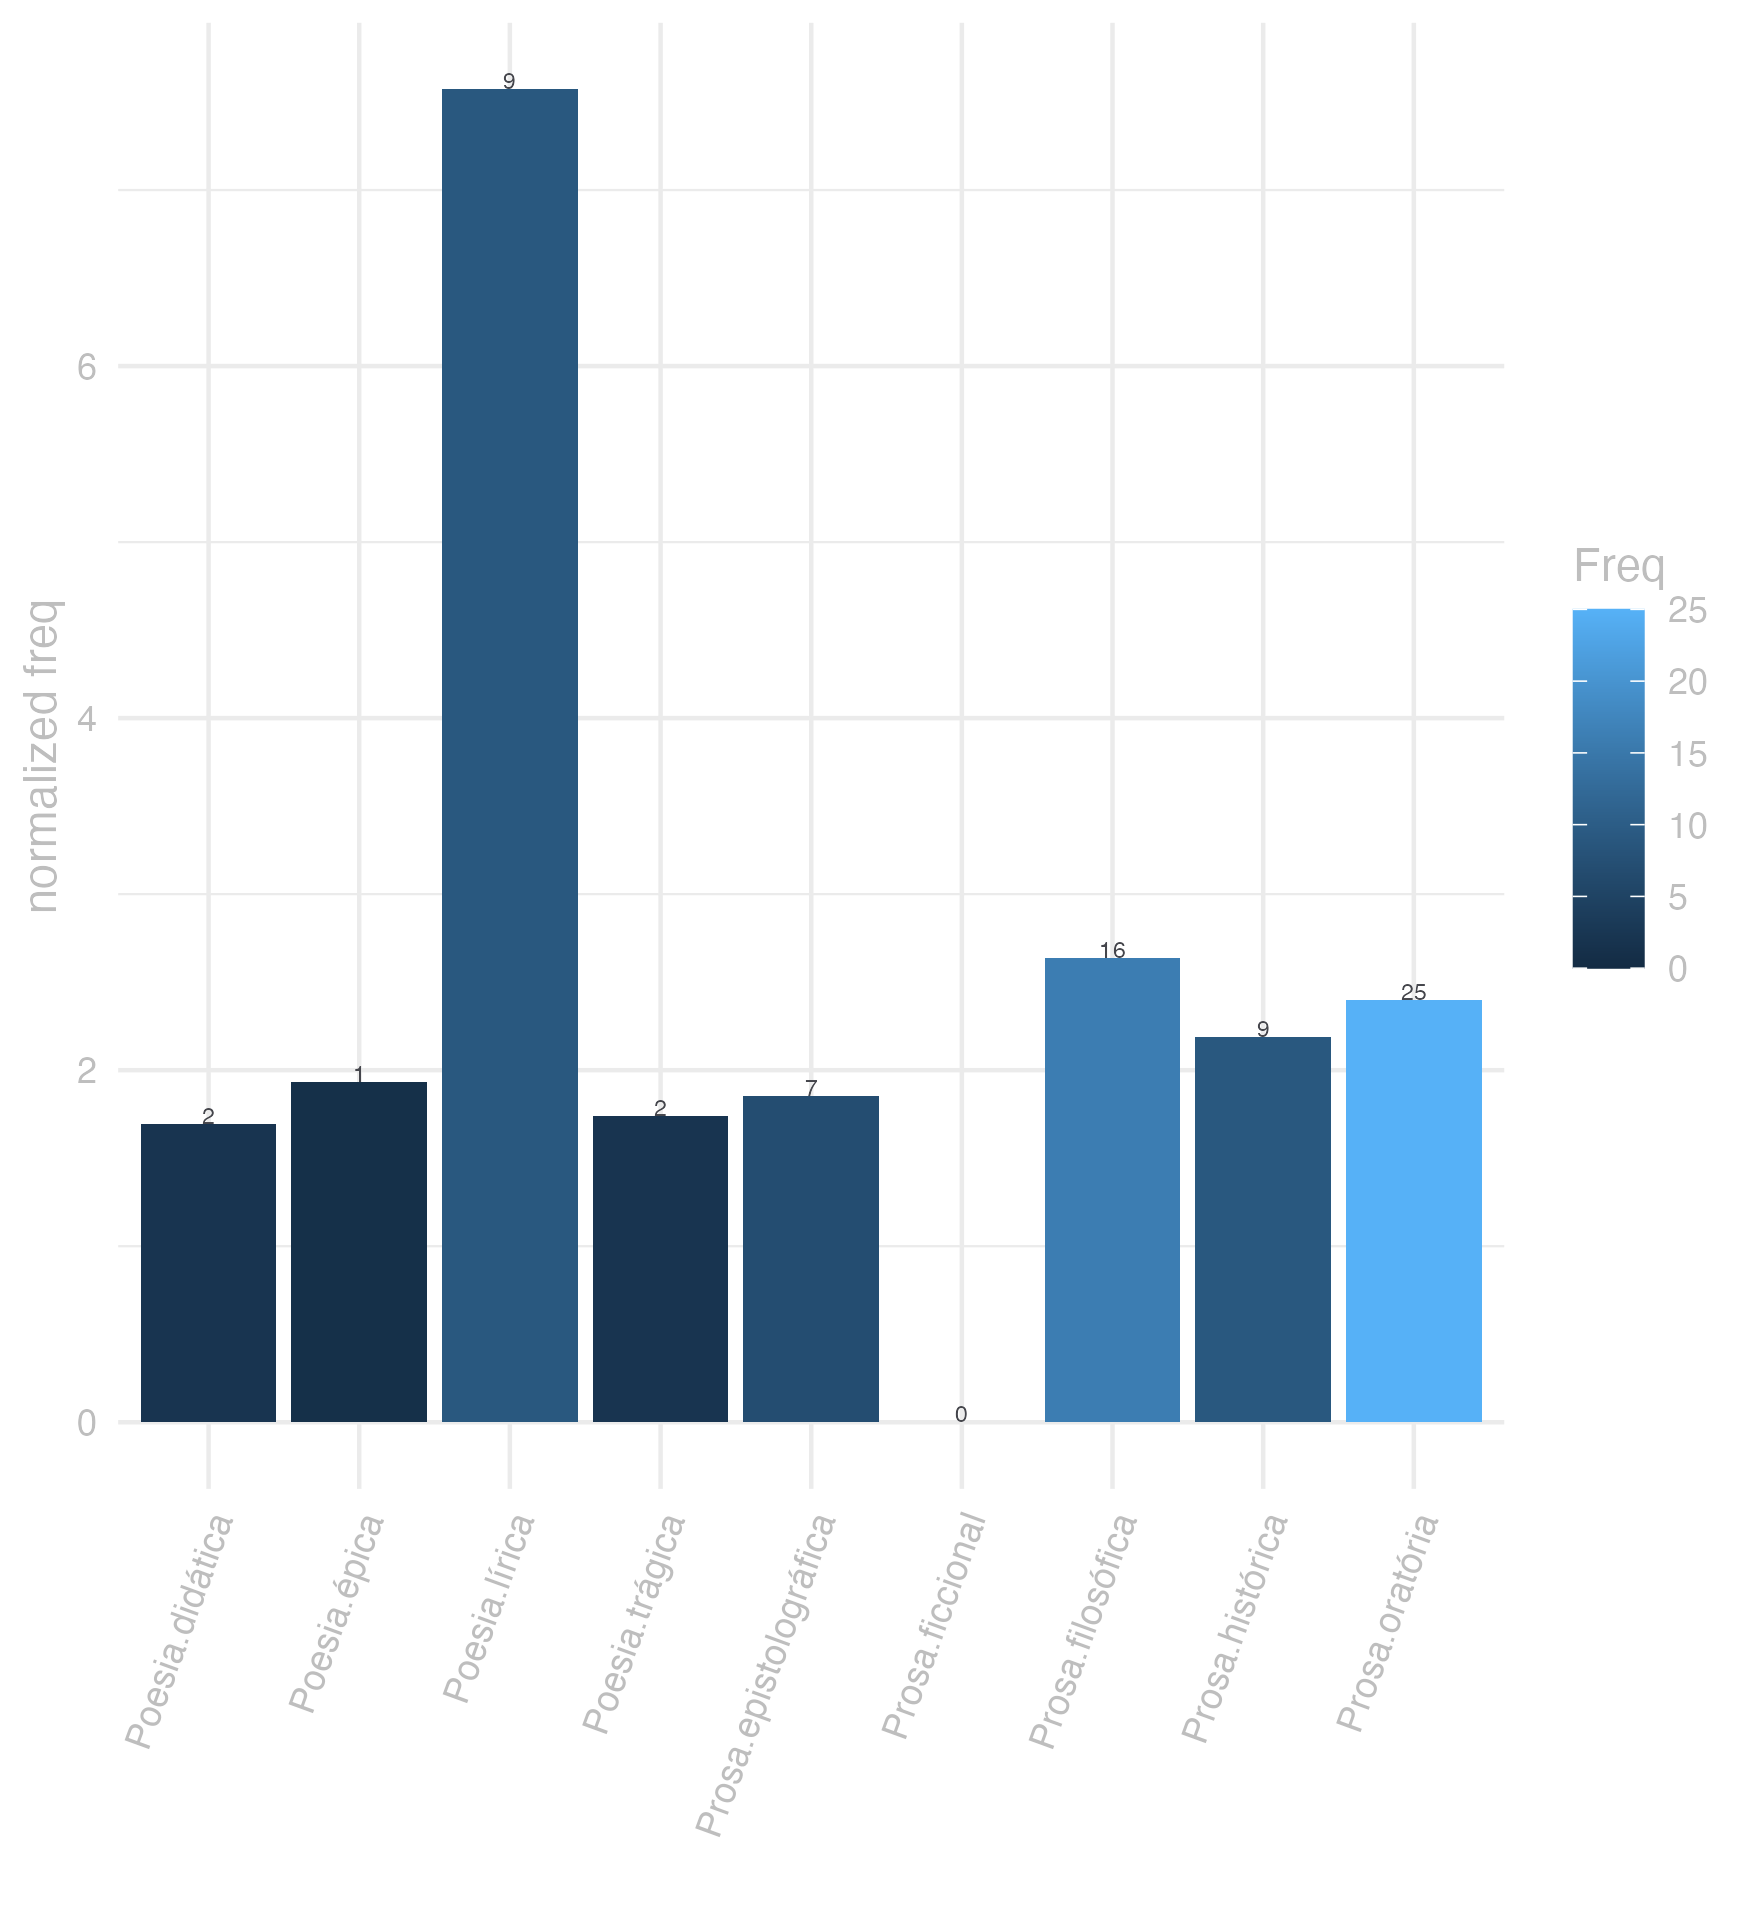 normalized freq
6
4
2
0
9
2
1
2
7
0
16
9
25
Poesia.didática
Poesia.épica
Poesia.lírica
Poesia.trágica
Prosa.epistolográfica
Prosa.ficcional
Prosa.filosófica
Prosa.histórica
Prosa.oratória
Freq
25
20
15
10
5
0